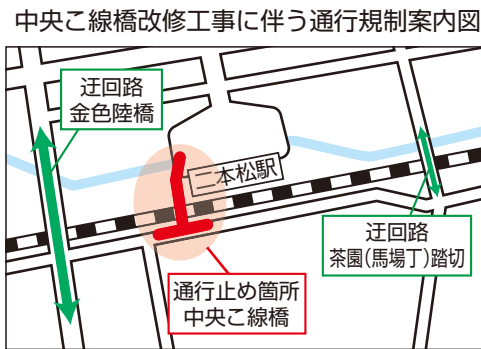 中央こ線橋改修工事に伴う通行規制案内図
迂回路
金色陸橋
二本松駅
迂回路
茶園(馬場丁)踏切
通行止め箇所
中央こ線橋